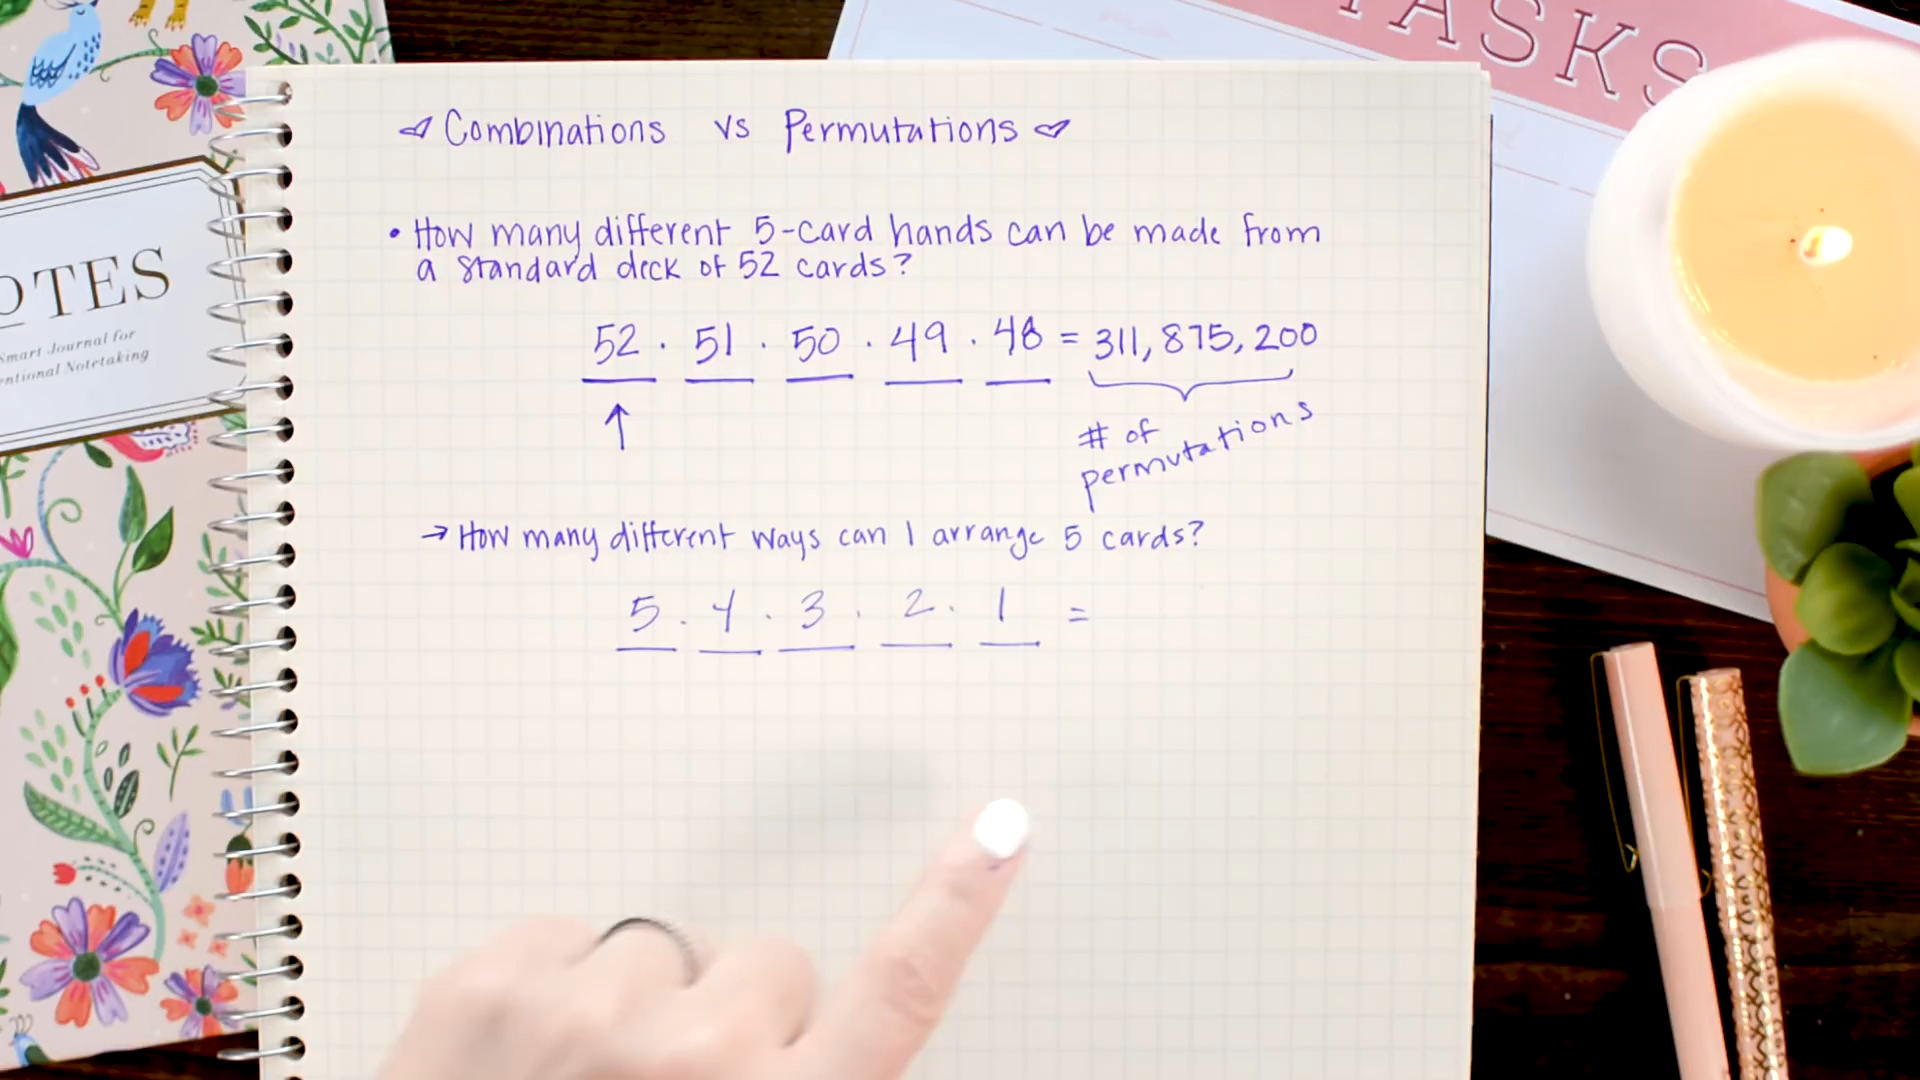 TASKS
Combinations vs Permutations
• How many different 5-card hands can be made from
a standard deck of 52 cards?
52 · 51 · 50 · 49 · 48 = 311,875,200
↑
# of
permutations
→ How many different ways can I arrange 5 cards?
5 · 4 · 3 · 2 · 1 =
OTES
Smart Journal for
entional Notetaking